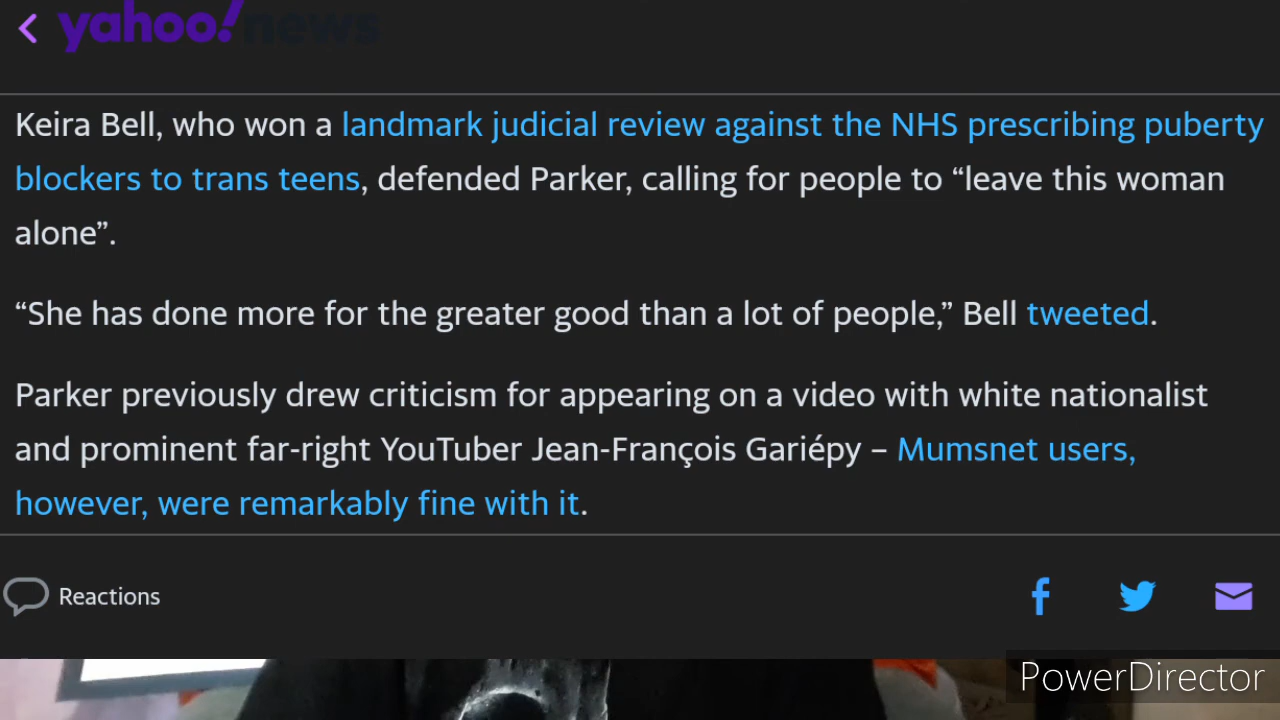 yahoo!news
Keira Bell, who won a landmark judicial review against the NHS prescribing puberty
blockers to trans teens, defended Parker, calling for people to “leave this woman
alone”.
“She has done more for the greater good than a lot of people,” Bell tweeted.
Parker previously drew criticism for appearing on a video with white nationalist
and prominent far-right YouTuber Jean-François Gariépy – Mumsnet users,
however, were remarkably fine with it.
Reactions
PowerDirector